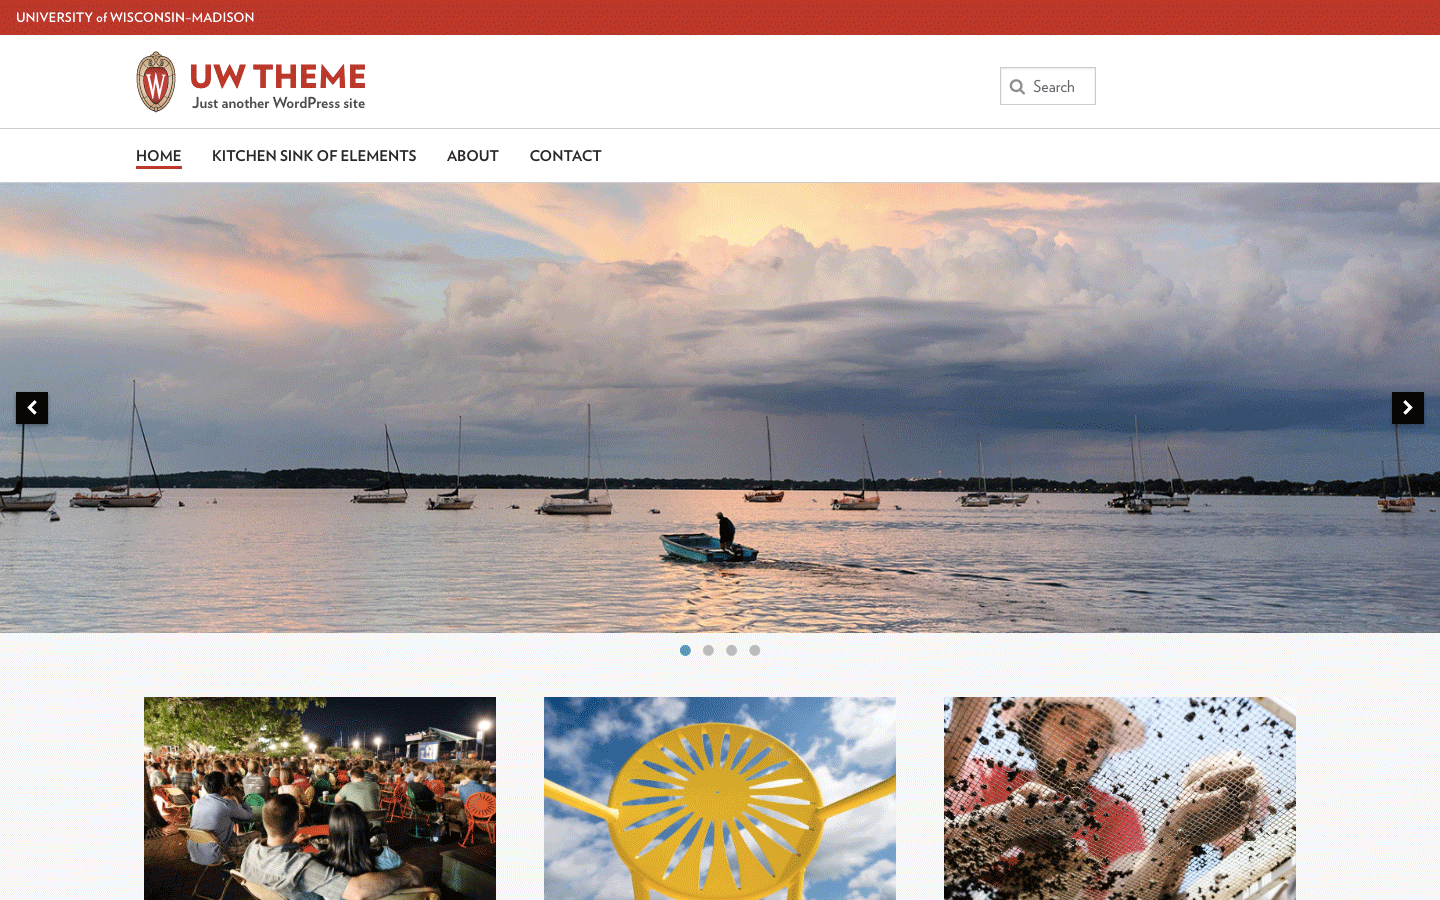 UNIVERSITY of WISCONSIN–MADISON
W
UW THEME
Just another WordPress site
Search
HOME KITCHEN SINK OF ELEMENTS ABOUT CONTACT